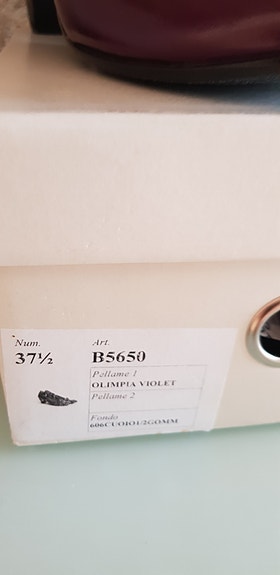 Num. Art.
37½ B5650
Pellame 1
OLIMPIA VIOLET
Pellame 2
Fondo
606CUOIO1/2GOMM